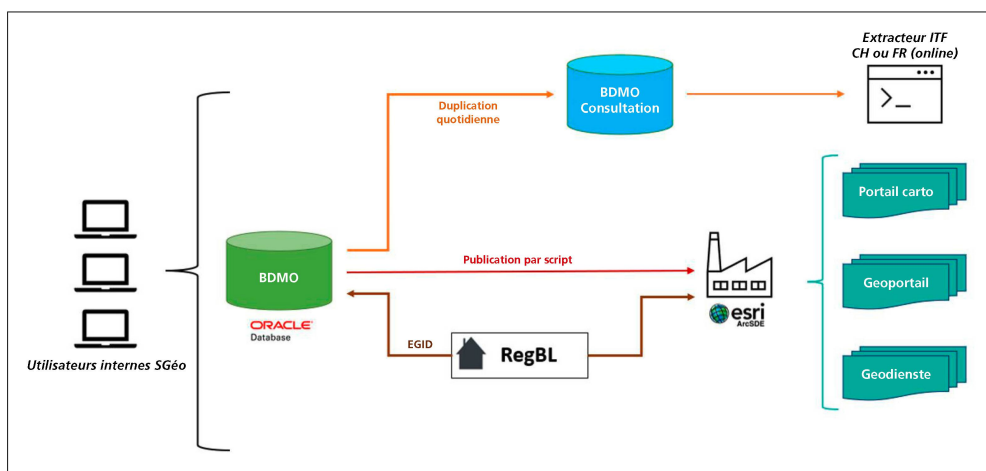 Extracteur ITF
CH ou FR (online)
>_
BDMO
Consultation
Duplication
quotidienne
Portail carto
Publication par script
BDMO
Geoportail
esri
ArcSDE
ORACLE®
Database
EGID
RegBL
Utilisateurs internes SGéo
Geodienste